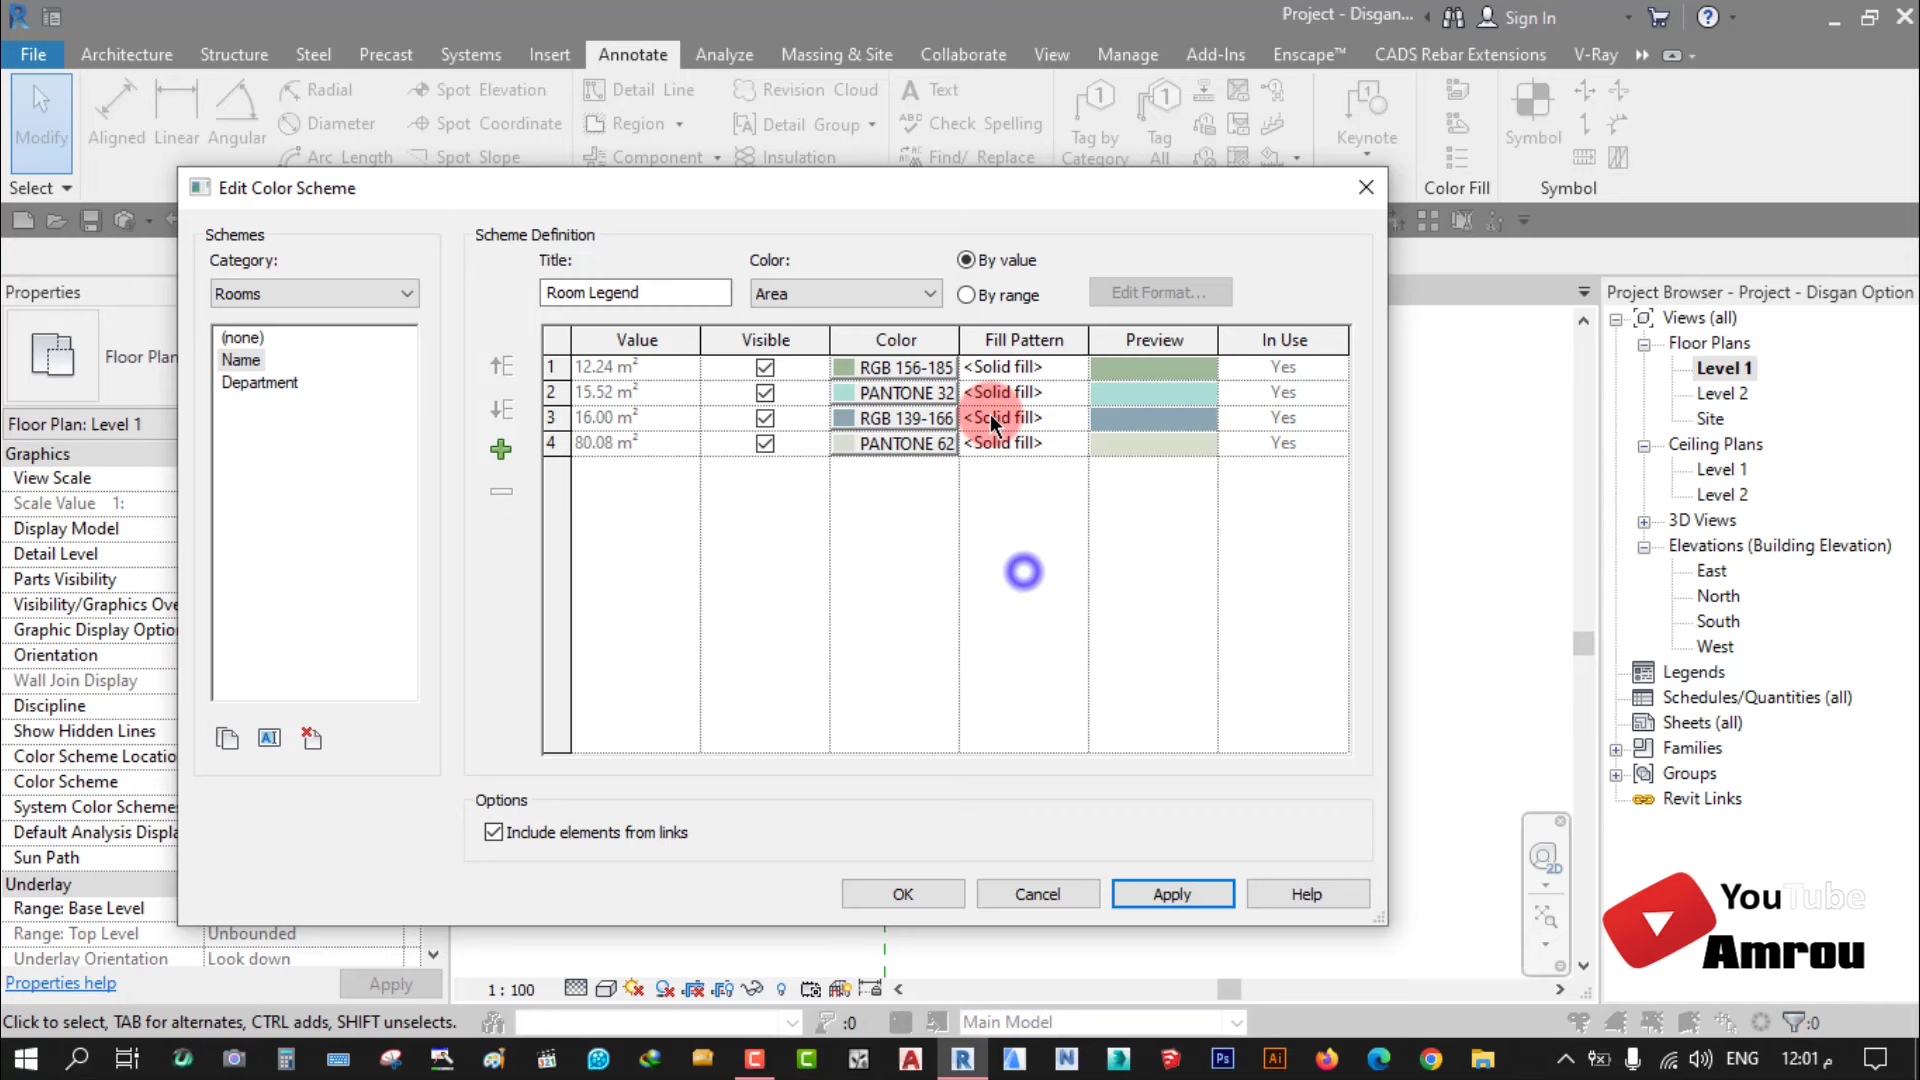 Project - Disgan...
Sign In
File Architecture Structure Steel Precast Systems Insert Annotate Analyze Massing & Site Collaborate View Manage Add-Ins Enscape™ CADS Rebar Extensions V-Ray
Modify
Select
Aligned Linear Angular
Radial
Diameter
Arc Length
Spot Elevation
Spot Coordinate
Spot Slope
Detail Line
Region
Component
Revision Cloud
Detail Group
Insulation
Text
Check Spelling
Find/ Replace
Tag by Category
Tag All
Keynote
Symbol
Color Fill
Symbol
Edit Color Scheme
Schemes
Category:
Rooms
(none)
Name
Department
Scheme Definition
Title:
Room Legend
Color:
Area
By value
By range
Edit Format...
Value Visible Color Fill Pattern Preview In Use
1 12.24 m² RGB 156-185 <Solid fill> Yes
2 15.52 m² PANTONE 32 <Solid fill> Yes
3 16.00 m² RGB 139-166 <Solid fill> Yes
4 80.08 m² PANTONE 62 <Solid fill> Yes
Options
Include elements from links
OK Cancel Apply Help
Properties
Floor Plan
Floor Plan: Level 1
Graphics
View Scale
Scale Value 1:
Display Model
Detail Level
Parts Visibility
Visibility/Graphics Ove
Graphic Display Option
Orientation
Wall Join Display
Discipline
Show Hidden Lines
Color Scheme Locatio
Color Scheme
System Color Schemes
Default Analysis Displa
Sun Path
Underlay
Range: Base Level
Range: Top Level Unbounded
Underlay Orientation Look down
Properties help Apply
1 : 100
Project Browser - Project - Disgan Option
Views (all)
Floor Plans
Level 1
Level 2
Site
Ceiling Plans
Level 1
Level 2
3D Views
Elevations (Building Elevation)
East
North
South
West
Legends
Schedules/Quantities (all)
Sheets (all)
Families
Groups
Revit Links
2D
YouTube
Amrou
Click to select, TAB for alternates, CTRL adds, SHIFT unselects.
:0
Main Model
:0
ENG
12:01 م